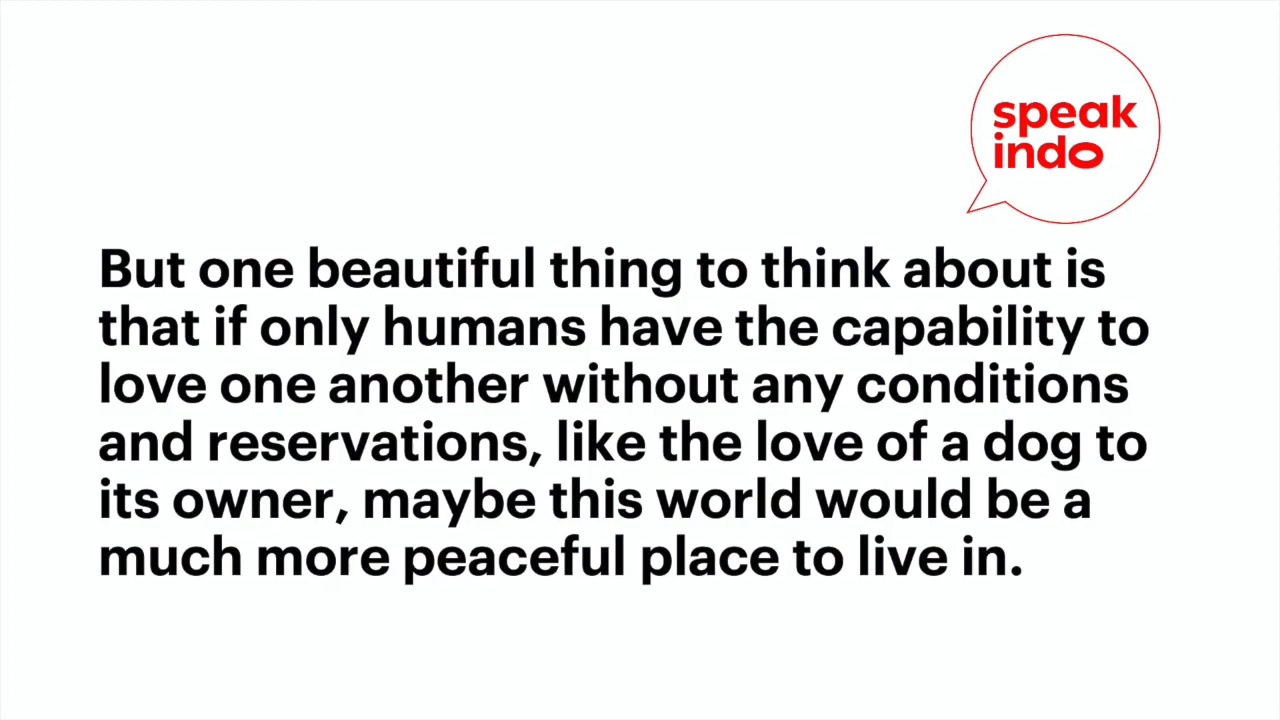 speak
indo
But one beautiful thing to think about is
that if only humans have the capability to
love one another without any conditions
and reservations, like the love of a dog to
its owner, maybe this world would be a
much more peaceful place to live in.